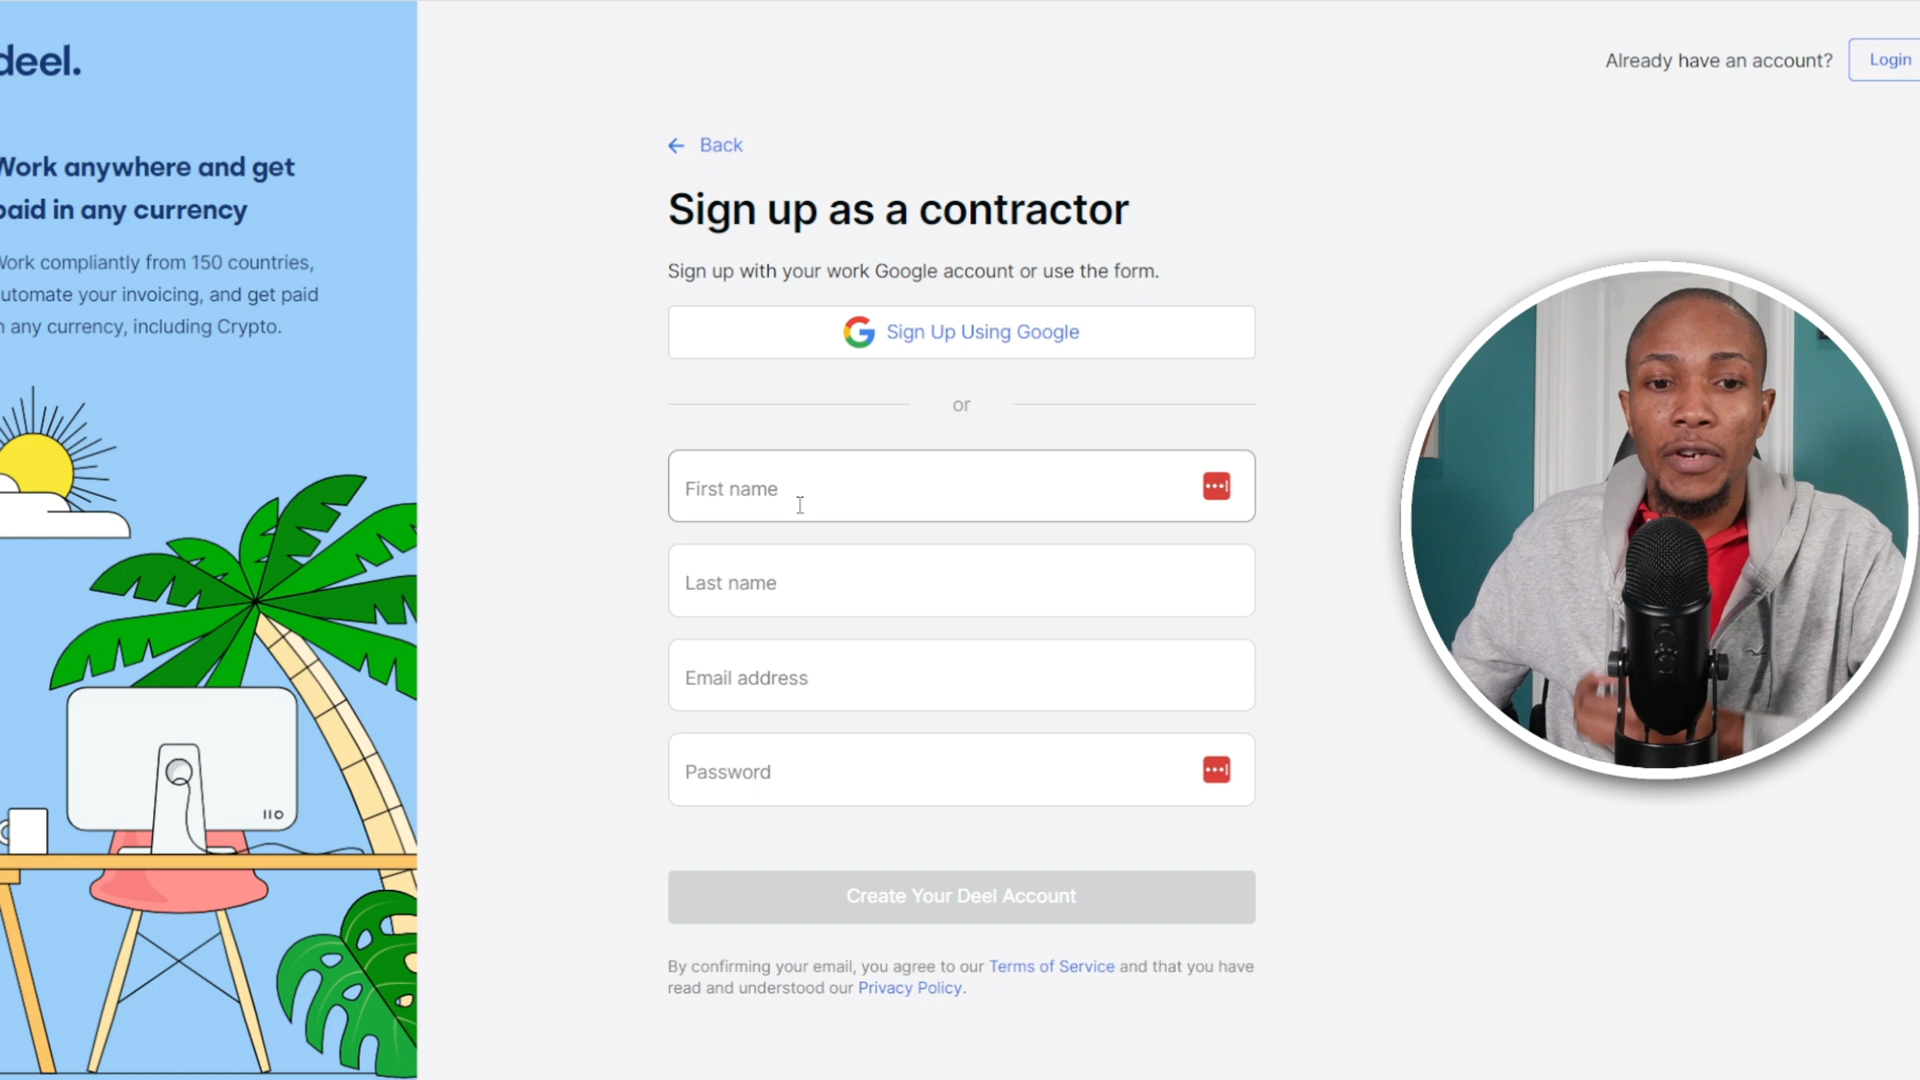 deel.
Work anywhere and get
paid in any currency
Work compliantly from 150 countries,
automate your invoicing, and get paid
in any currency, including Crypto.
Already have an account?
Login
Back
Sign up as a contractor
Sign up with your work Google account or use the form.
Sign Up Using Google
or
First name
Last name
Email address
Password
Create Your Deel Account
By confirming your email, you agree to our Terms of Service and that you have
read and understood our Privacy Policy.